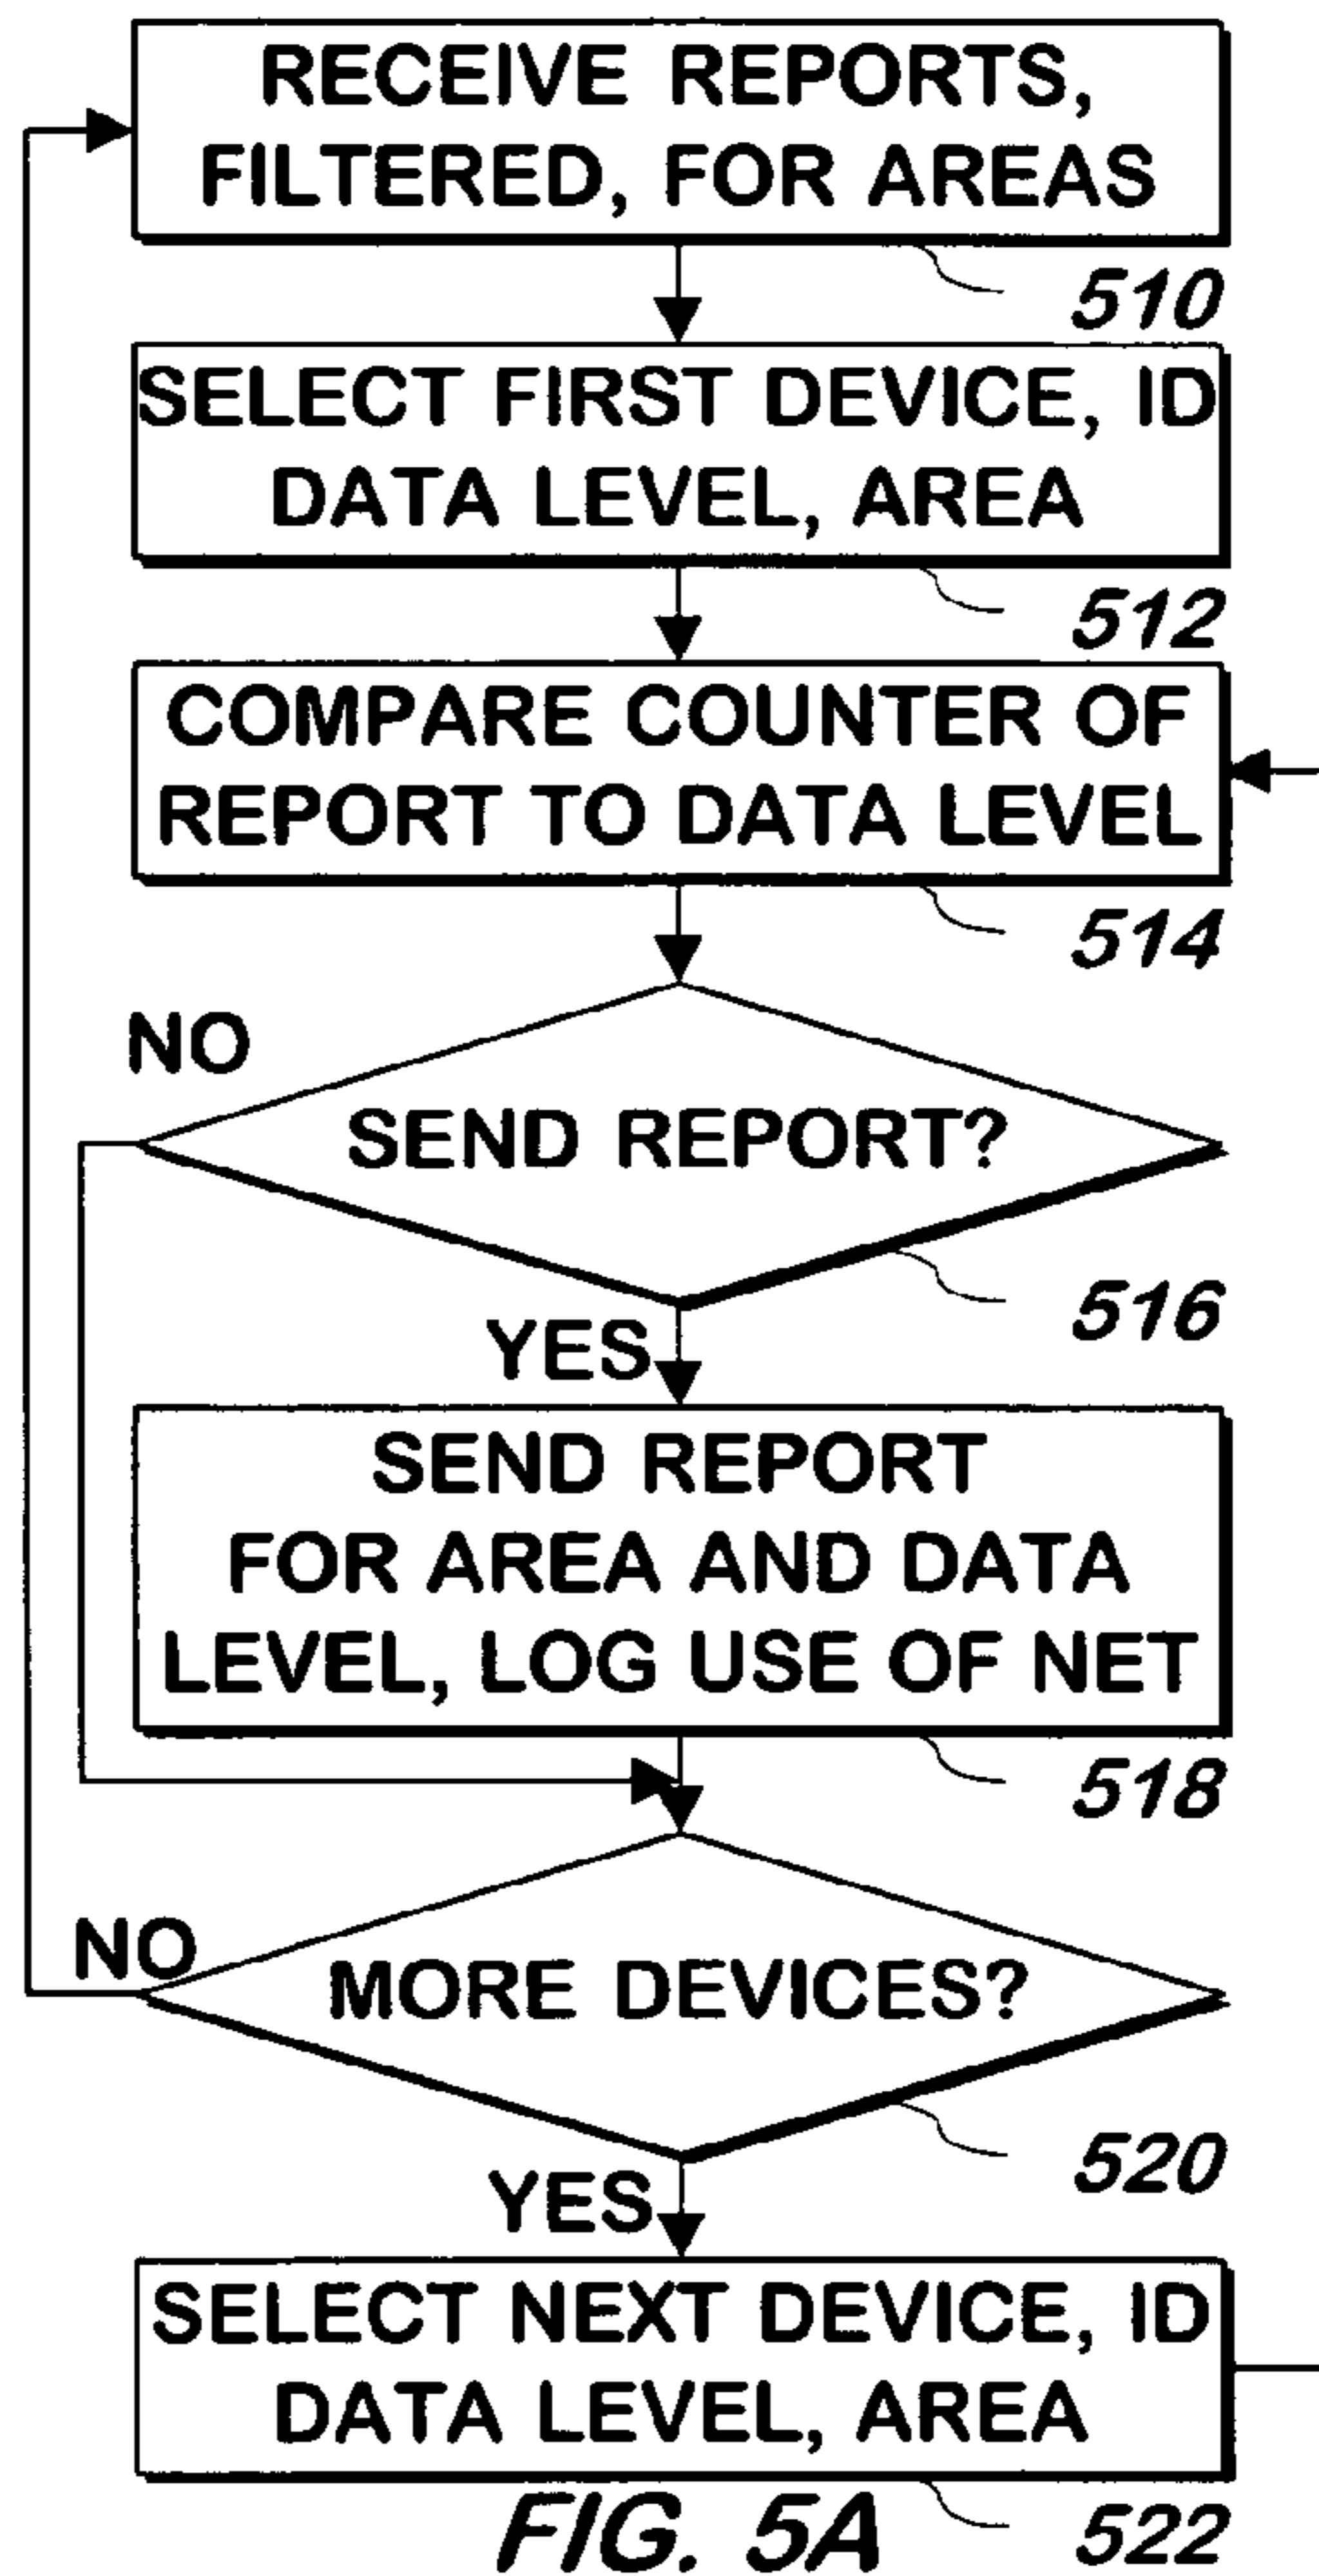 RECEIVE REPORTS,
FILTERED, FOR AREAS
510
SELECT FIRST DEVICE, ID
DATA LEVEL, AREA
512
COMPARE COUNTER OF
REPORT TO DATA LEVEL
514
NO
SEND REPORT?
516
YES
SEND REPORT
FOR AREA AND DATA
LEVEL, LOG USE OF NET
518
NO
MORE DEVICES?
520
YES
SELECT NEXT DEVICE, ID
DATA LEVEL, AREA
522
FIG. 5A